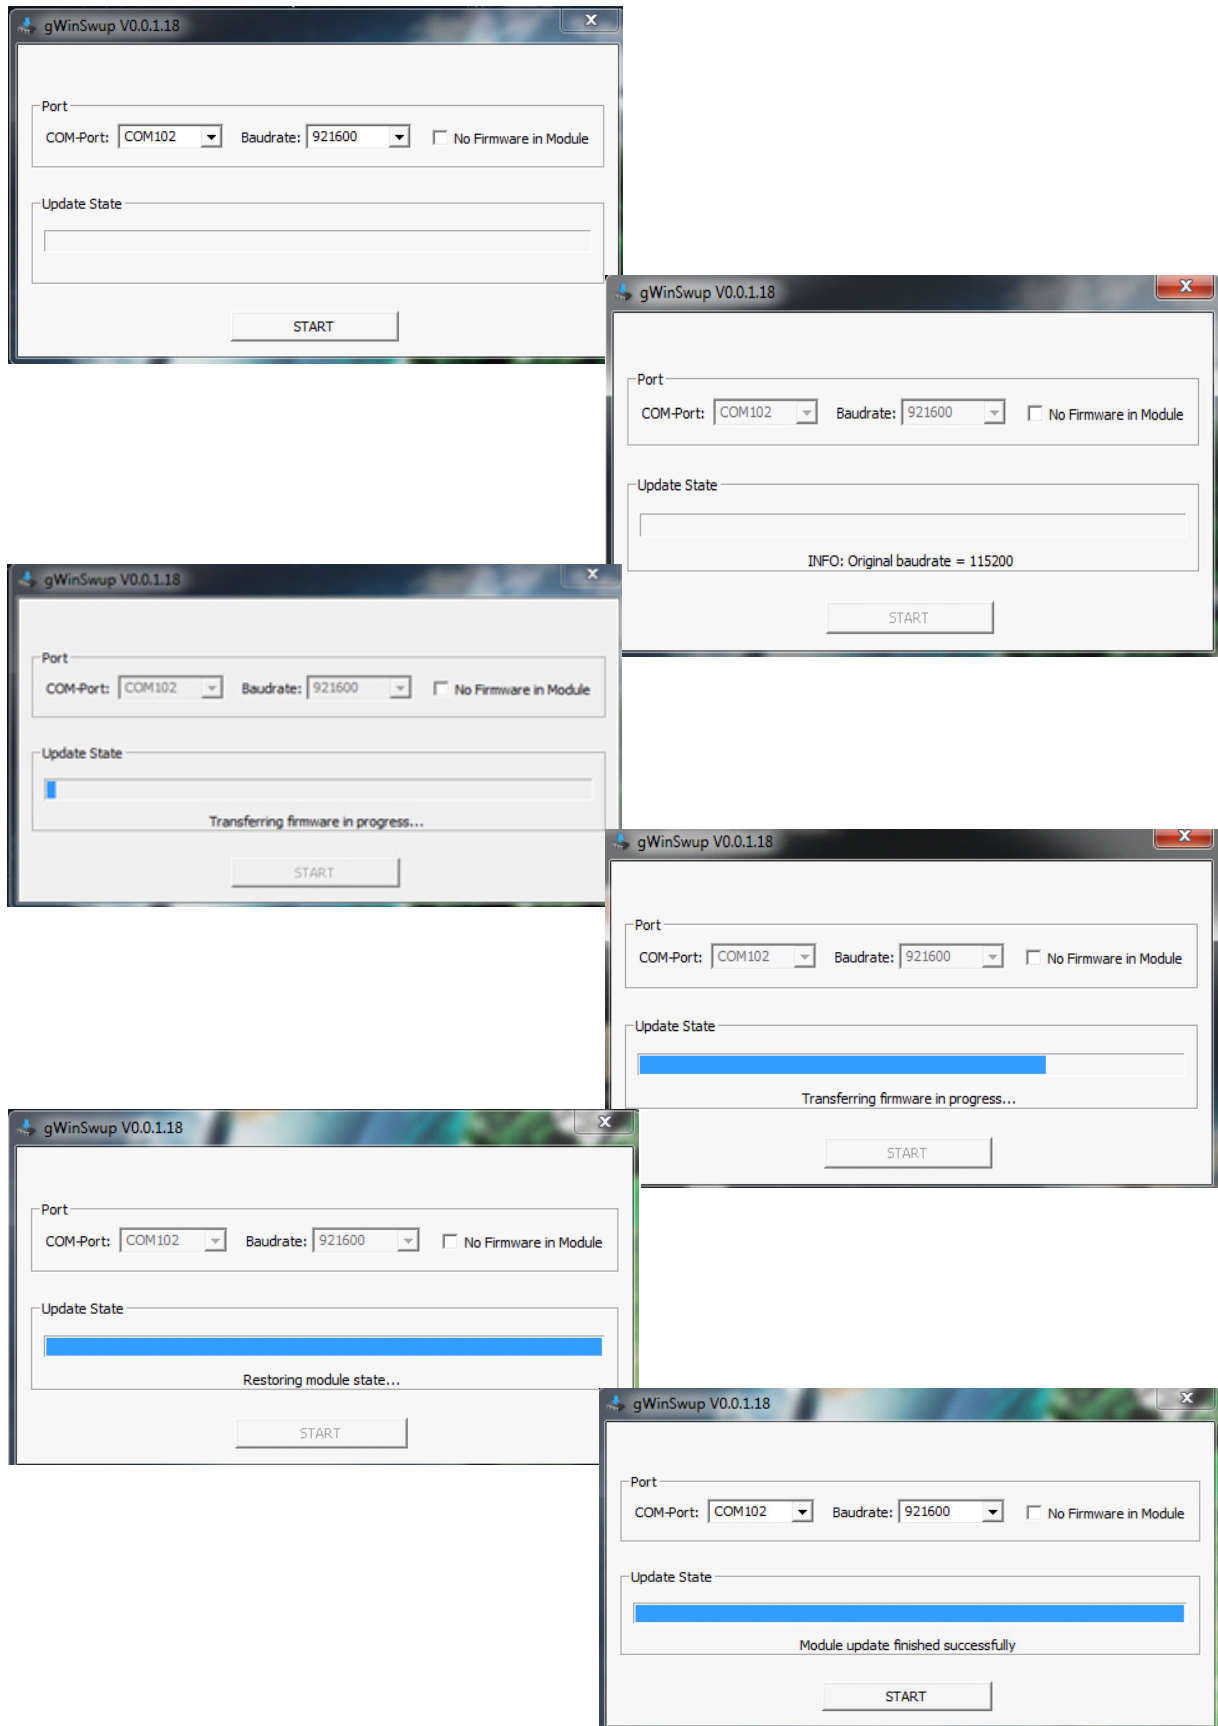 gWinSwup V0.0.1.18
X
Port
COM-Port: COM102 Baudrate: 921600 No Firmware in Module
Update State
START
gWinSwup V0.0.1.18
X
Port
COM-Port: COM102 Baudrate: 921600 No Firmware in Module
Update State
INFO: Original baudrate = 115200
START
gWinSwup V0.0.1.18
X
Port
COM-Port: COM102 Baudrate: 921600 No Firmware in Module
Update State
Transferring firmware in progress...
START
gWinSwup V0.0.1.18
X
Port
COM-Port: COM102 Baudrate: 921600 No Firmware in Module
Update State
Transferring firmware in progress...
START
gWinSwup V0.0.1.18
X
Port
COM-Port: COM102 Baudrate: 921600 No Firmware in Module
Update State
Restoring module state...
START
gWinSwup V0.0.1.18
X
Port
COM-Port: COM102 Baudrate: 921600 No Firmware in Module
Update State
Module update finished successfully
START